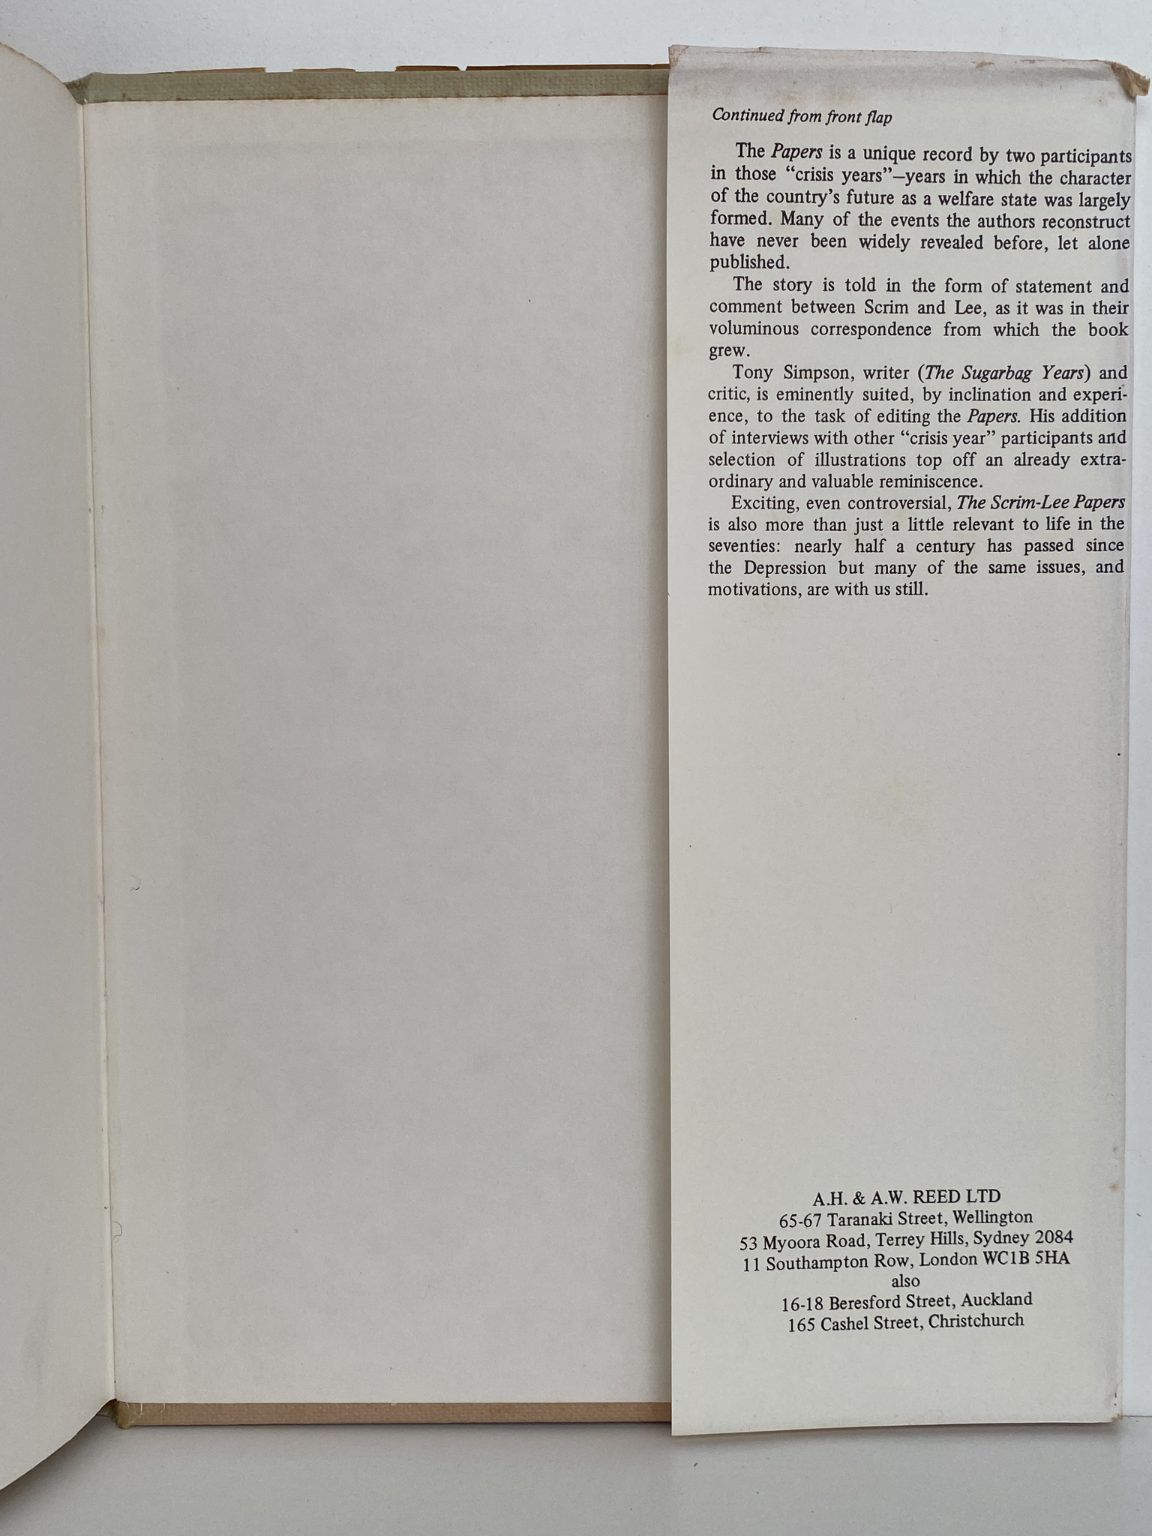 Continued from front flap
The Papers is a unique record by two participants
in those “crisis years”—years in which the character
of the country’s future as a welfare state was largely
formed. Many of the events the authors reconstruct
have never been widely revealed before, let alone
published.
The story is told in the form of statement and
comment between Scrim and Lee, as it was in their
voluminous correspondence from which the book
grew.
Tony Simpson, writer (The Sugarbag Years) and
critic, is eminently suited, by inclination and experi-
ence, to the task of editing the Papers. His addition
of interviews with other “crisis year” participants and
selection of illustrations top off an already extra-
ordinary and valuable reminiscence.
Exciting, even controversial, The Scrim-Lee Papers
is also more than just a little relevant to life in the
seventies: nearly half a century has passed since
the Depression but many of the same issues, and
motivations, are with us still.
A.H. & A.W. REED LTD
65-67 Taranaki Street, Wellington
53 Myoora Road, Terrey Hills, Sydney 2084
11 Southampton Row, London WC1B 5HA
also
16-18 Beresford Street, Auckland
165 Cashel Street, Christchurch